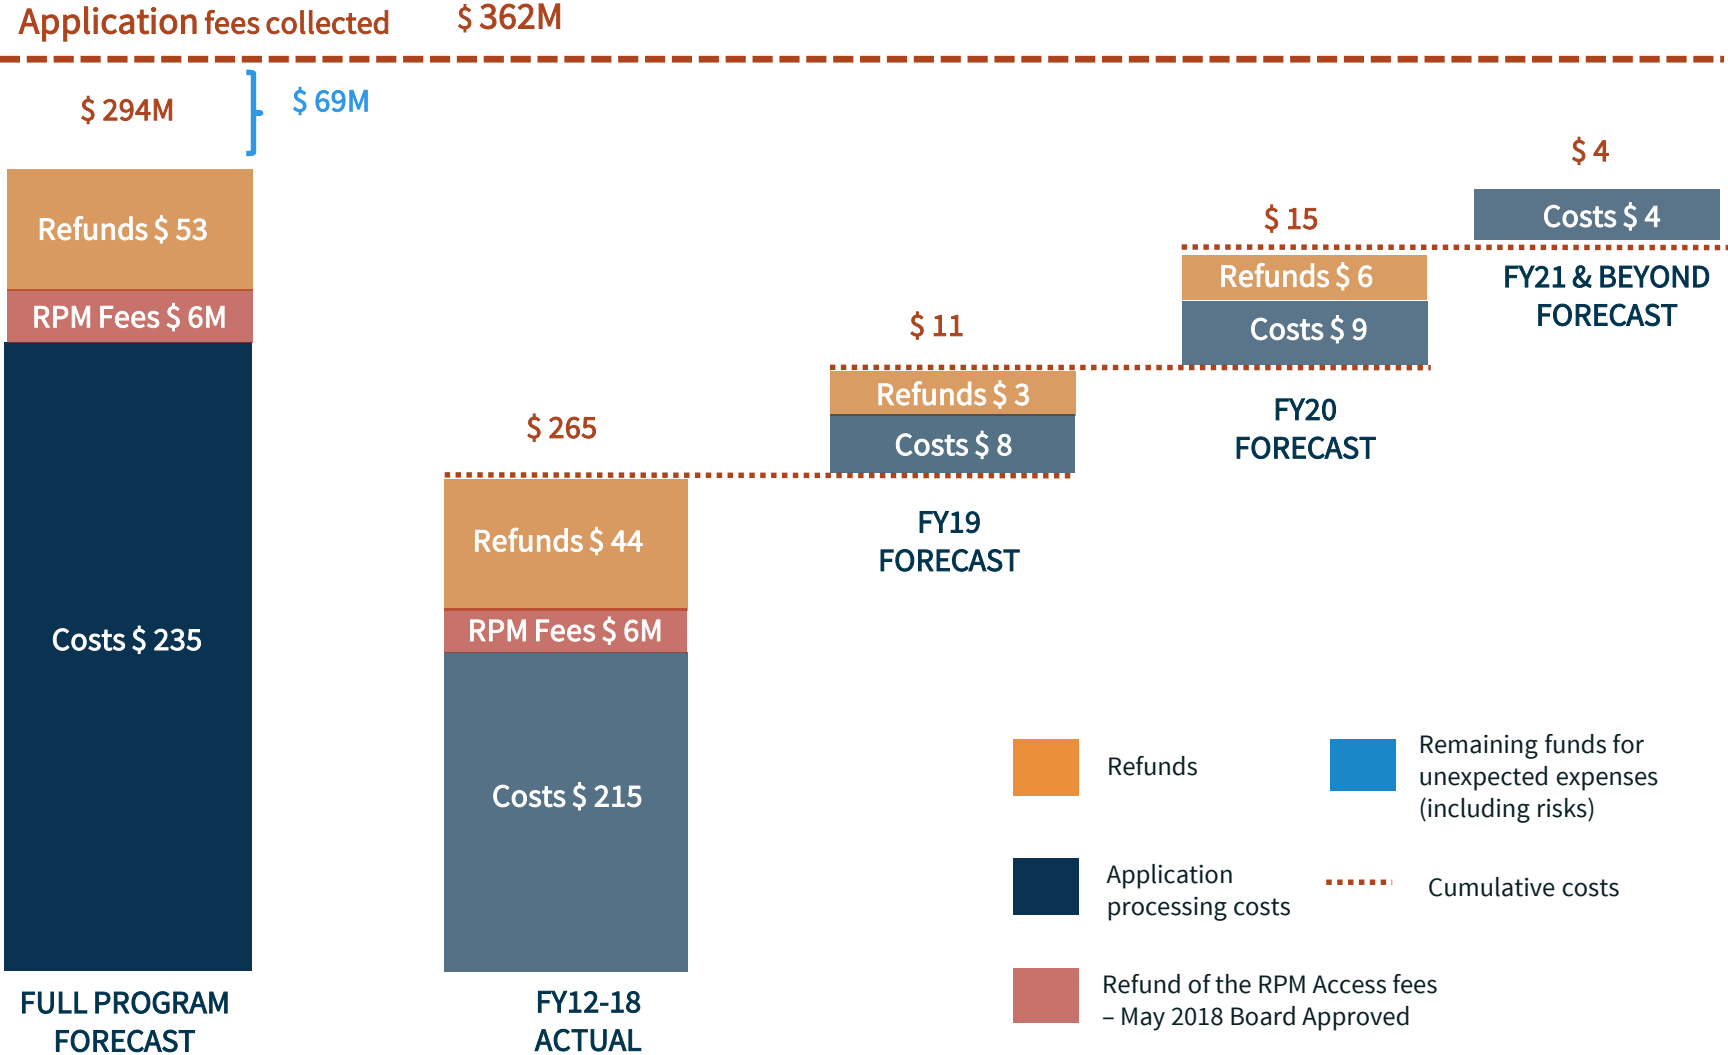 Application fees collected $ 362M
$ 294M
$ 69M
Refunds $ 53
RPM Fees $ 6M
Costs $ 235
FULL PROGRAM
FORECAST
$ 265
Refunds $ 44
RPM Fees $ 6M
Costs $ 215
FY12-18
ACTUAL
$ 11
Refunds $ 3
Costs $ 8
FY19
FORECAST
$ 15
Refunds $ 6
Costs $ 9
FY20
FORECAST
$ 4
Costs $ 4
FY21 & BEYOND
FORECAST
Refunds
Application
processing costs
Refund of the RPM Access fees
– May 2018 Board Approved
Remaining funds for
unexpected expenses
(including risks)
Cumulative costs